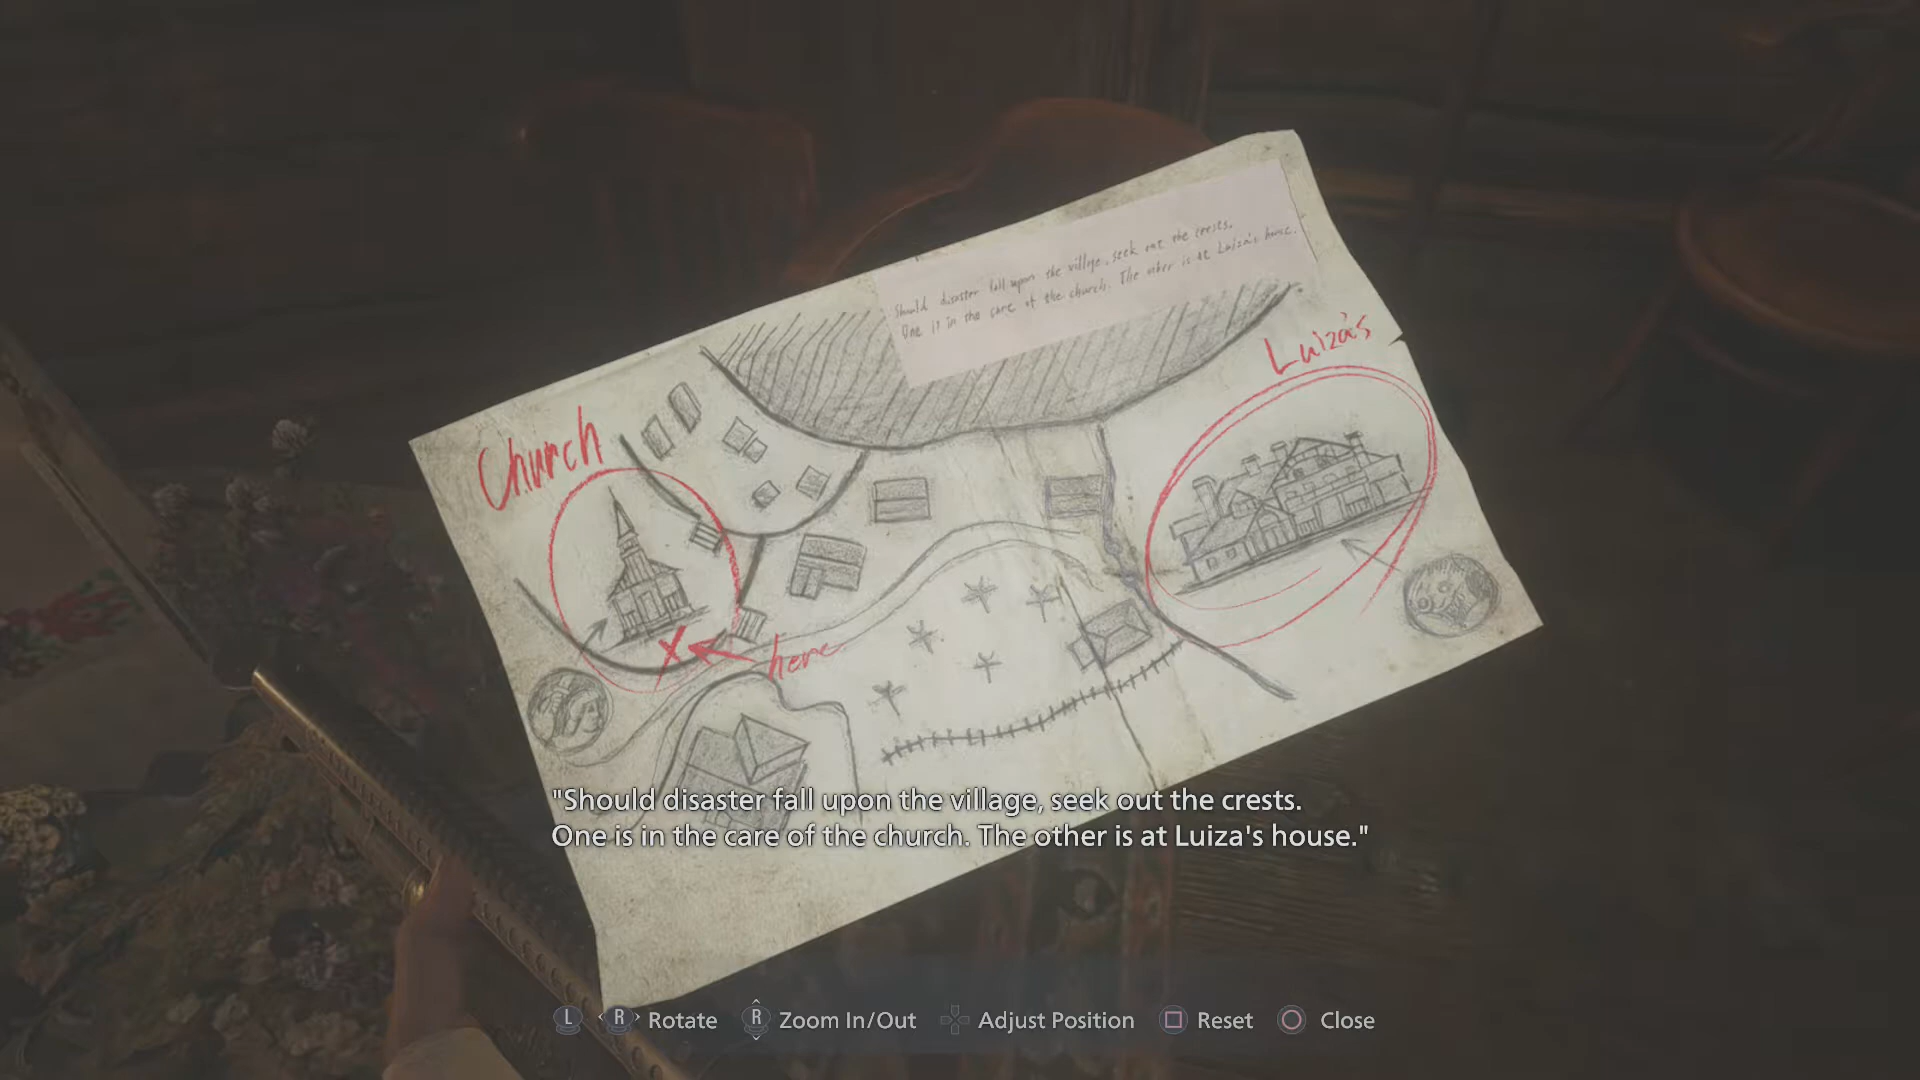 Should disaster fall upon the village, seek out the crests.
One is in the care of the church. The other is at Luiza's house.
Luiza's
Church
here
"Should disaster fall upon the village, seek out the crests.
One is in the care of the church. The other is at Luiza's house."
L R Rotate R Zoom In/Out Adjust Position Reset Close